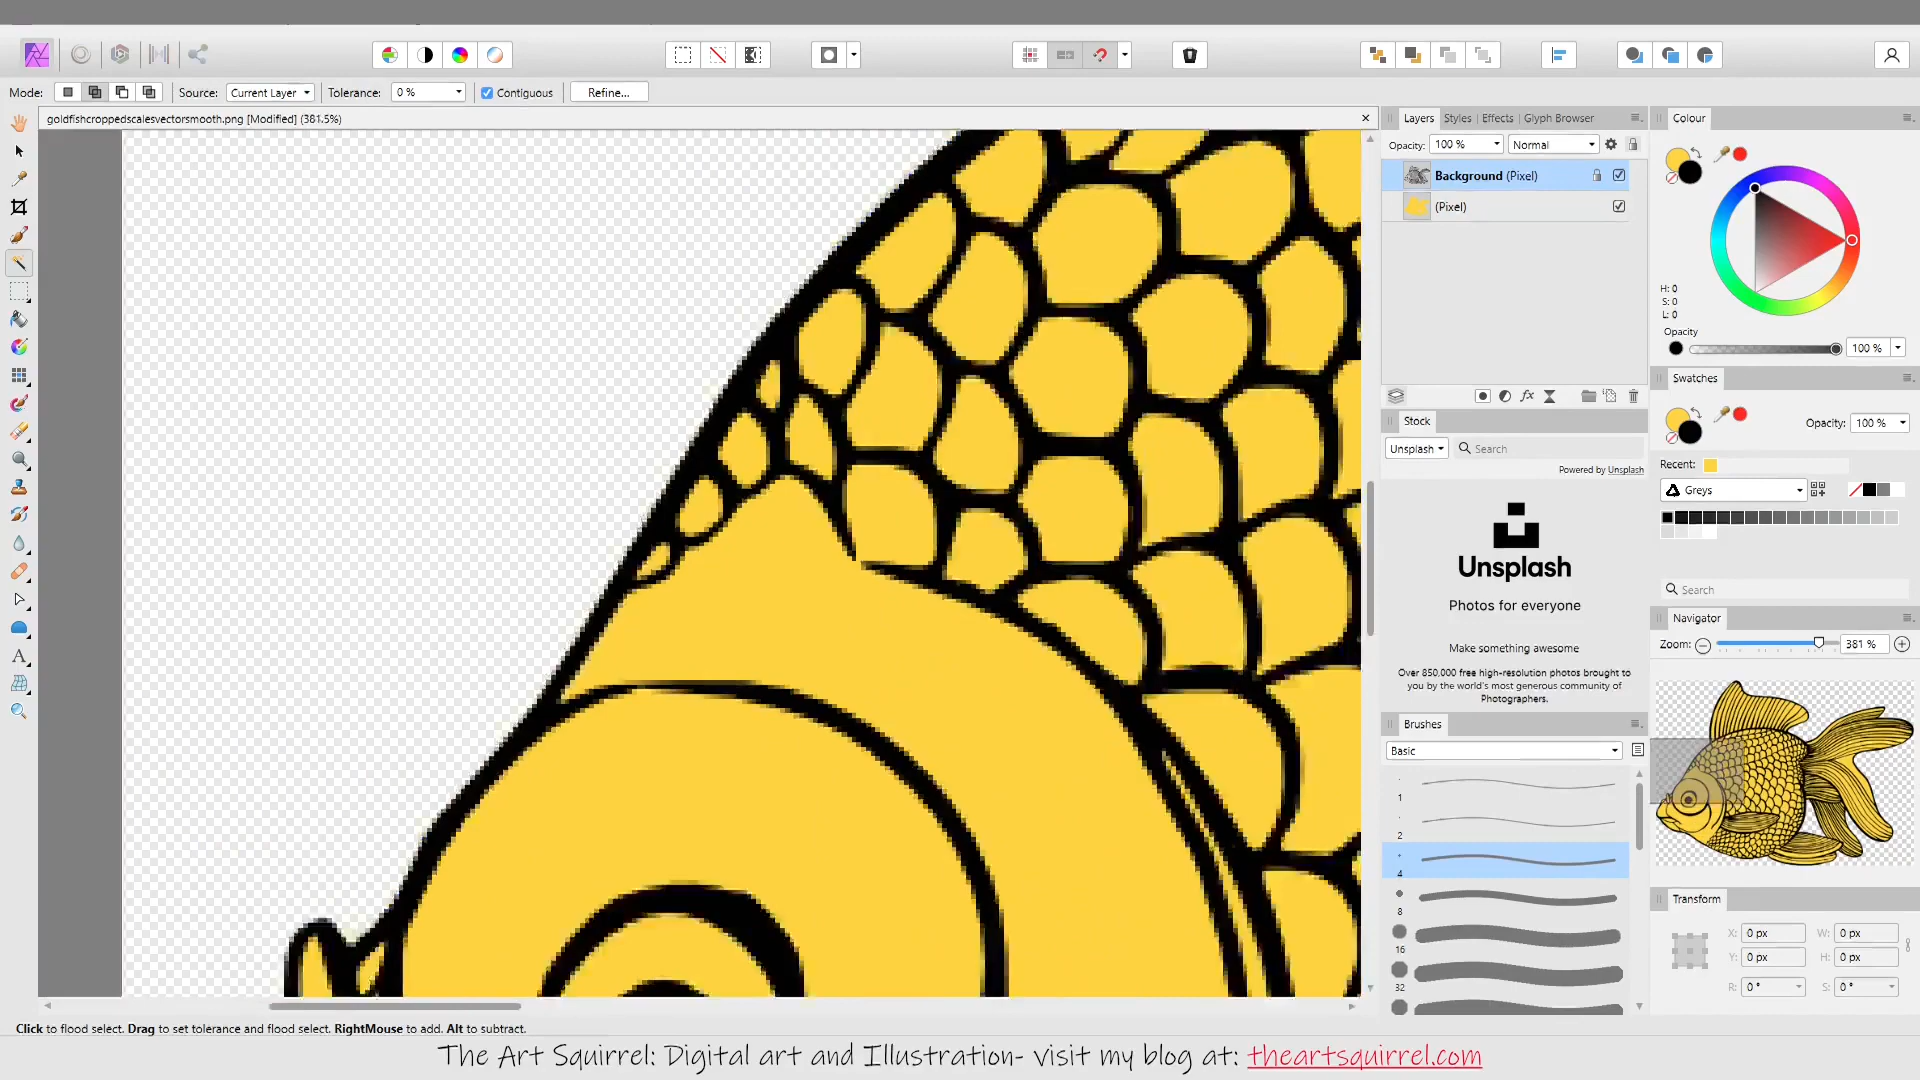 Mode:
Source:
Current Layer
Tolerance:
0 %
Contiguous
Refine...
goldfishcroppedscalesvectorsmooth.png [Modified] (381.5%)
Layers
Styles
Effects
Glyph Browser
Opacity:
100 %
Normal
Background (Pixel)
(Pixel)
Stock
Unsplash
Search
Powered by Unsplash
Unsplash
Photos for everyone
Make something awesome
Over 850,000 free high-resolution photos brought to
you by the world's most generous community of
Photographers.
Brushes
Basic
1
2
4
8
16
32
Colour
H: 0
S: 0
L: 0
Opacity
100 %
Swatches
Opacity:
100 %
Recent:
Greys
Search
Navigator
Zoom:
381 %
Transform
X:
0 px
W:
0 px
Y:
0 px
H:
0 px
R:
0 °
S:
0 °
Click to flood select. Drag to set tolerance and flood select. RightMouse to add. Alt to subtract.
The Art Squirrel: Digital art and Illustration- visit my blog at: theartsquirrel.com